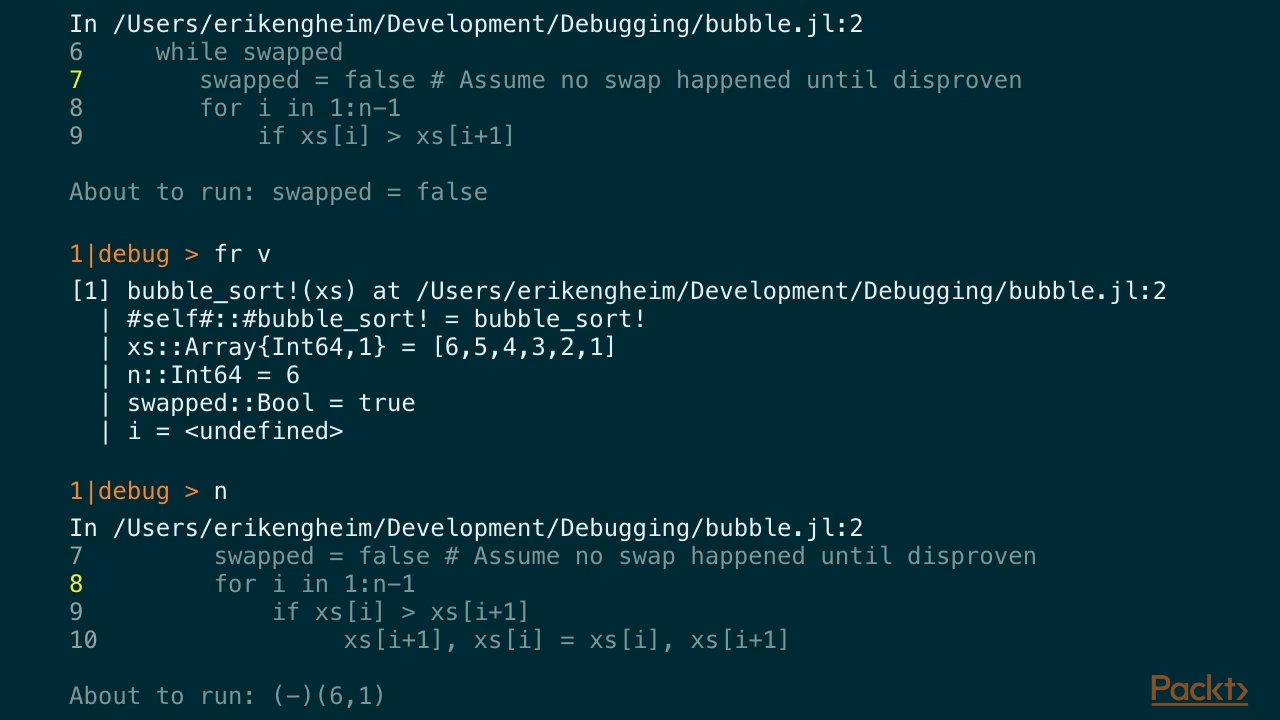 In /Users/erikengheim/Development/Debugging/bubble.jl:2
6     while swapped
7        swapped = false # Assume no swap happened until disproven
8        for i in 1:n-1
9            if xs[i] > xs[i+1]
About to run: swapped = false
1|debug > fr v
[1] bubble_sort!(xs) at /Users/erikengheim/Development/Debugging/bubble.jl:2
  | #self#::#bubble_sort! = bubble_sort!
  | xs::Array{Int64,1} = [6,5,4,3,2,1]
  | n::Int64 = 6
  | swapped::Bool = true
  | i = <undefined>
1|debug > n
In /Users/erikengheim/Development/Debugging/bubble.jl:2
7         swapped = false # Assume no swap happened until disproven
8         for i in 1:n-1
9             if xs[i] > xs[i+1]
10                 xs[i+1], xs[i] = xs[i], xs[i+1]
About to run: (-)(6,1)
Packt>